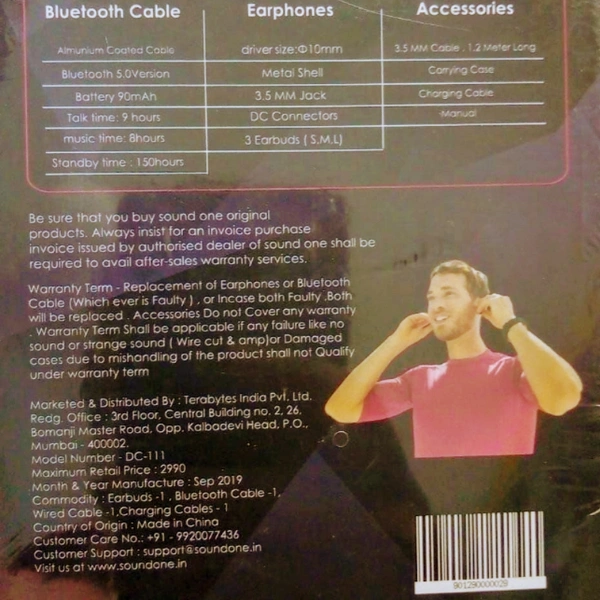 Bluetooth Cable
Almunium Coated Cable
Bluetooth 5.0Version
Battery 90mAh
Talk time: 9 hours
music time: 8hours
Standby time : 150hours
Earphones
driver size:Φ10mm
Metal Shell
3.5 MM Jack
DC Connectors
3 Earbuds ( S,M,L)
Accessories
3.5 MM Cable . 1.2 Meter Long
Carrying Case
Charging Cable
Manual
Be sure that you buy sound one original
products. Always insist for an invoice purchase
invoice issued by authorised dealer of sound one shall be
required to avail after-sales warranty services.
Warranty Term - Replacement of Earphones or Bluetooth
Cable (Which ever is Faulty ) , or Incase both Faulty .Both
will be replaced . Accessories Do not Cover any warranty
. Warranty Term Shall be applicable if any failure like no
sound or strange sound ( Wire cut & amp)or Damaged
cases due to mishandling of the product shall not Qualify
under warranty term
Marketed & Distributed By : Terabytes India Pvt. Ltd.
Redg. Office : 3rd Floor, Central Building no. 2, 26,
Bomanji Master Road, Opp. Kalbadevi Head, P.O.,
Mumbai - 400002.
Model Number - DC-111
Maximum Retail Price : 2990
Month & Year Manufacture : Sep 2019
Commodity : Earbuds -1 , Bluetooth Cable -1,
Wired Cable -1,Charging Cables - 1
Country of Origin : Made in China
Customer Care No.: +91 - 9920077436
Customer Support : support@soundone.in
Visit us at www.soundone.in
901290000029